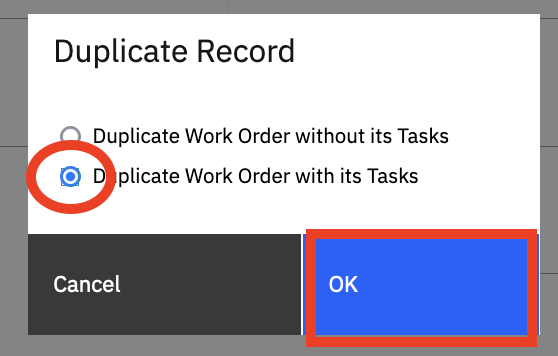 Duplicate Record
Duplicate Work Order without its Tasks
Duplicate Work Order with its Tasks
Cancel
OK